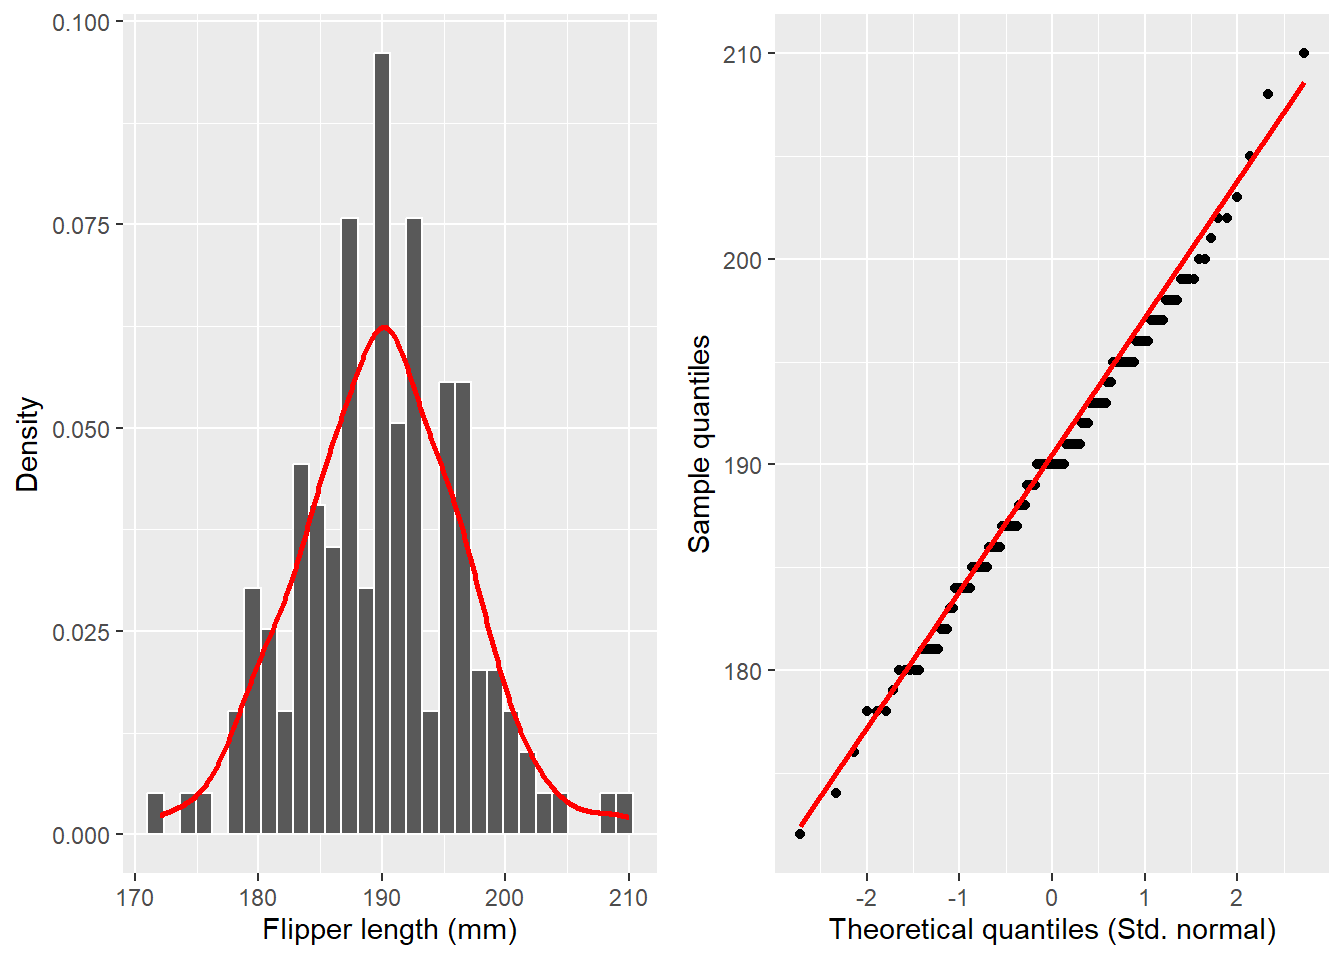 0.100
0.075
0.050
0.025
0.000
Density
170 180 190 200 210
Flipper length (mm)
210
200
190
180
Sample quantiles
-2 -1 0 1 2
Theoretical quantiles (Std. normal)